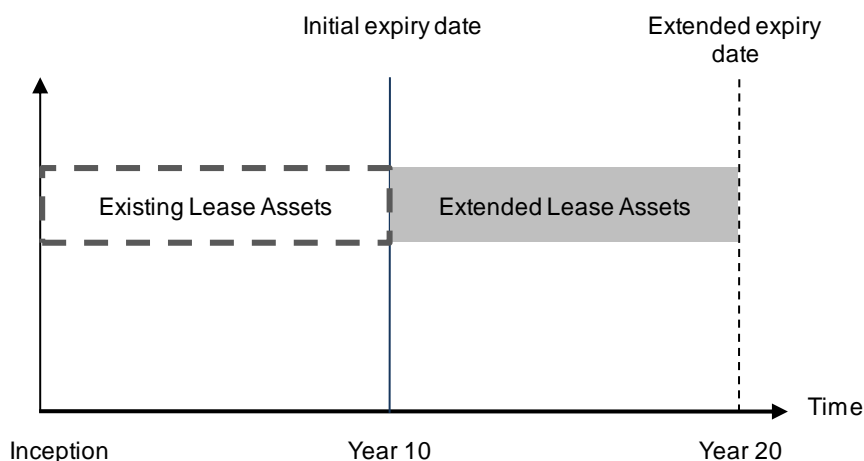 Initial expiry date
Extended expiry
date
Existing Lease Assets
Extended Lease Assets
Time
Inception
Year 10
Year 20